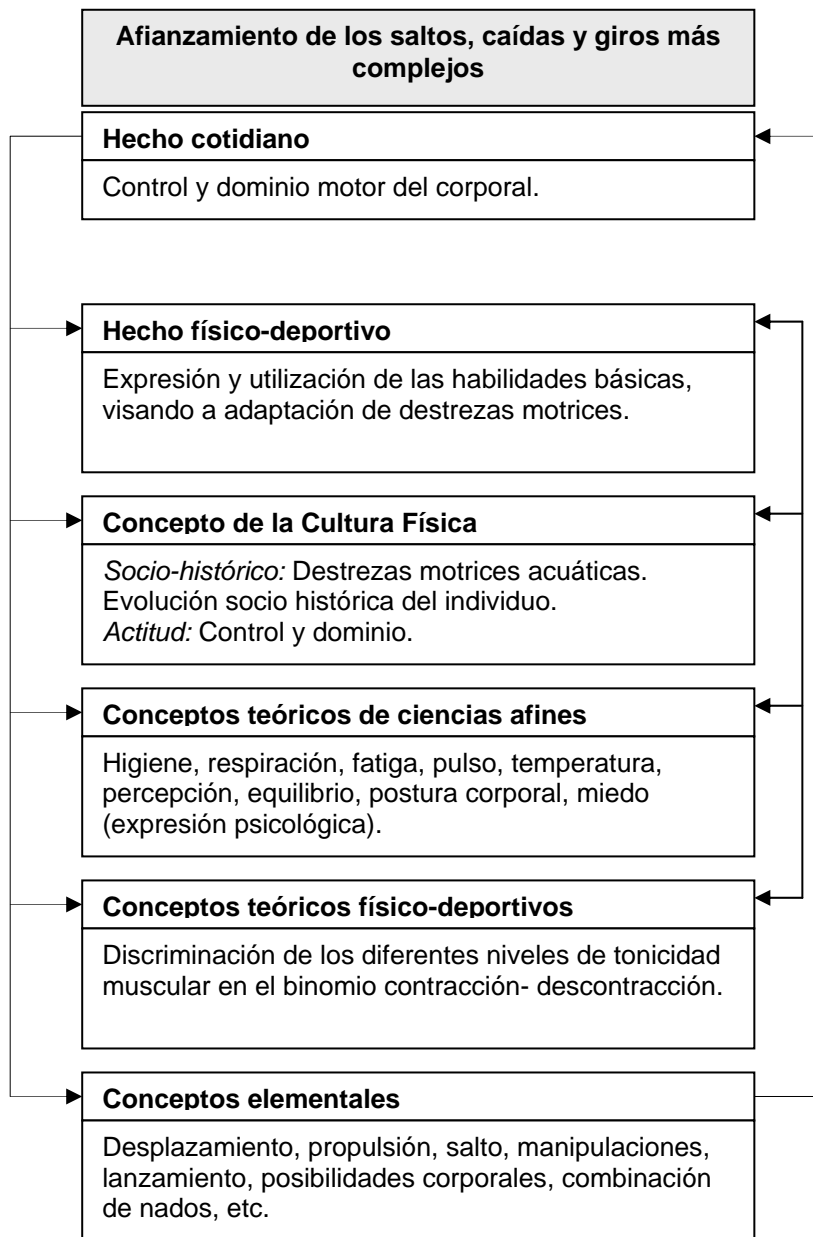 Afianzamiento de los saltos, caídas y giros más
complejos
Hecho cotidiano
Control y dominio motor del corporal.
Hecho físico-deportivo
Expresión y utilización de las habilidades básicas,
visando a adaptación de destrezas motrices.
Concepto de la Cultura Física
Socio-histórico: Destrezas motrices acuáticas.
Evolución socio histórica del individuo.
Actitud: Control y dominio.
Conceptos teóricos de ciencias afines
Higiene, respiración, fatiga, pulso, temperatura,
percepción, equilibrio, postura corporal, miedo
(expresión psicológica).
Conceptos teóricos físico-deportivos
Discriminación de los diferentes niveles de tonicidad
muscular en el binomio contracción- descontracción.
Conceptos elementales
Desplazamiento, propulsión, salto, manipulaciones,
lanzamiento, posibilidades corporales, combinación
de nados, etc.